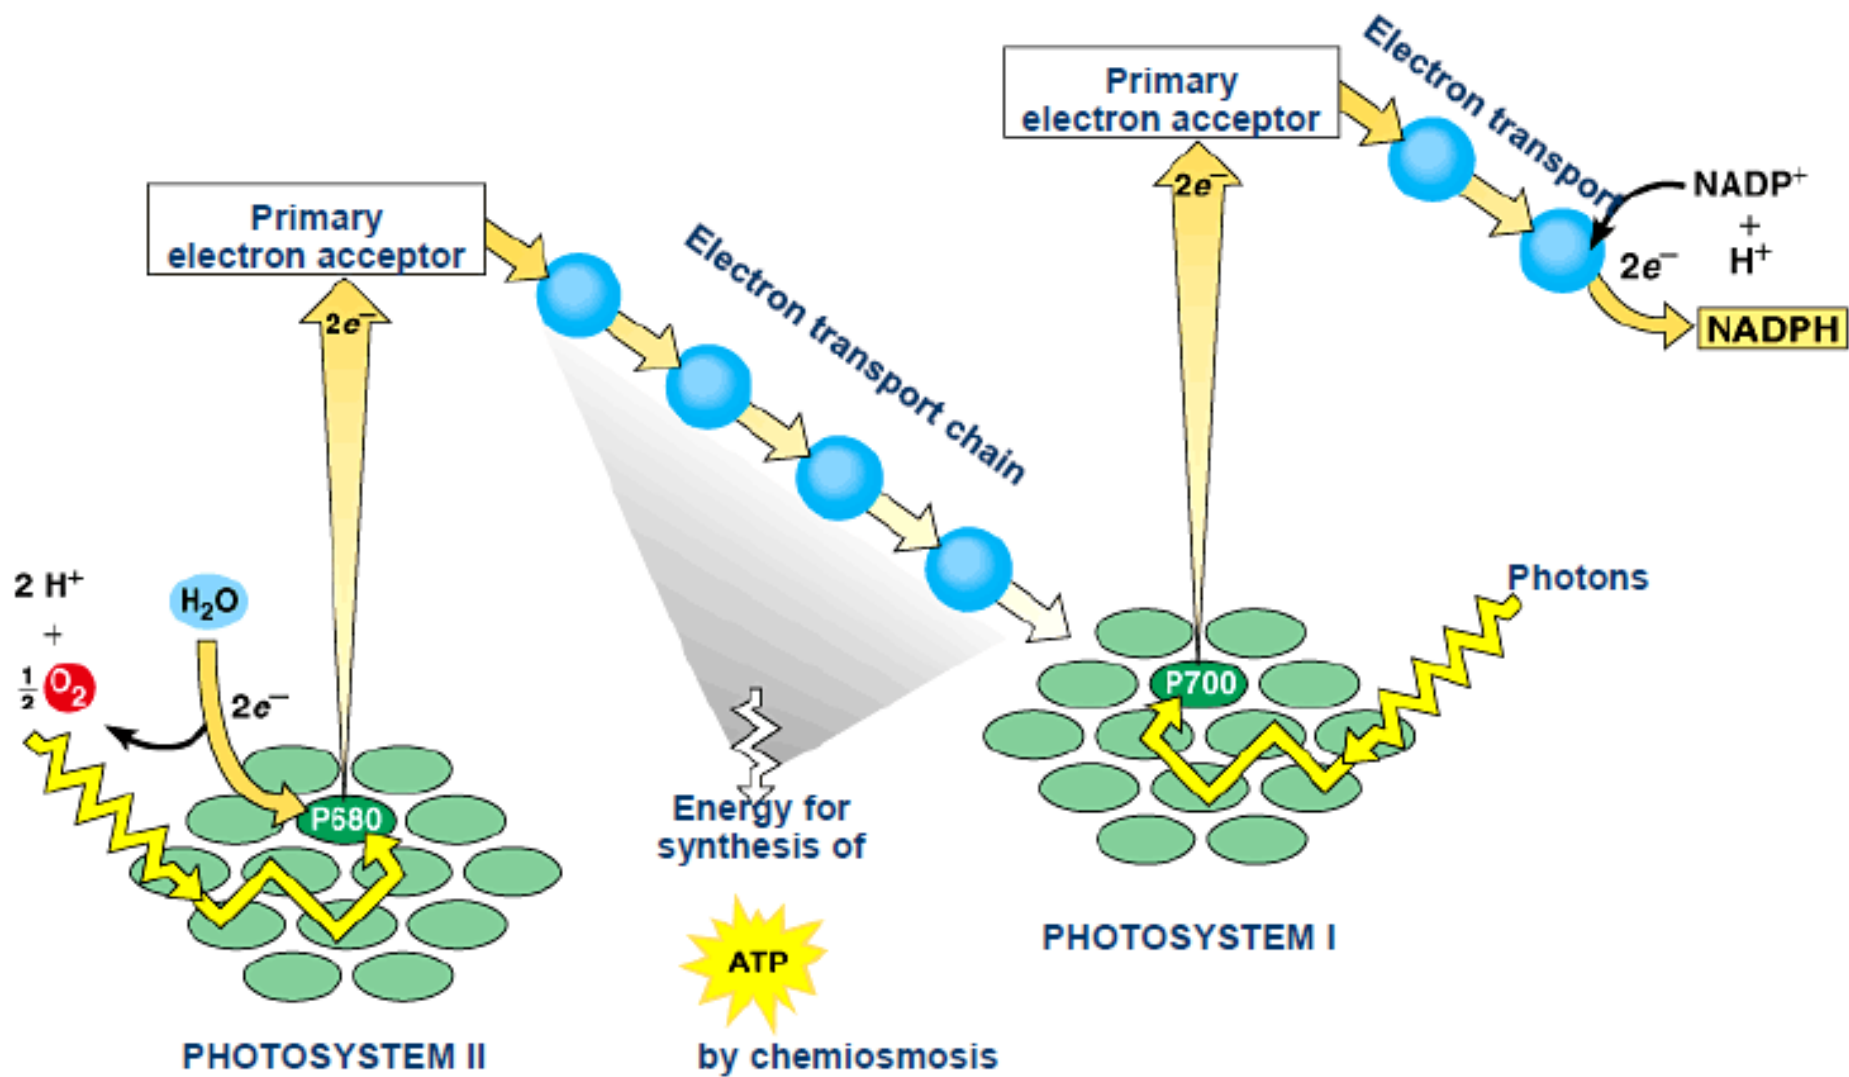 Primary
electron acceptor
2e⁻
Electron transport chain
2 H⁺
+
½ O₂
H₂O
2e⁻
P680
PHOTOSYSTEM II
Energy for
synthesis of
ATP
by chemiosmosis
Primary
electron acceptor
2e⁻
Electron transport
NADP⁺
+
H⁺
2e⁻
NADPH
Photons
P700
PHOTOSYSTEM I